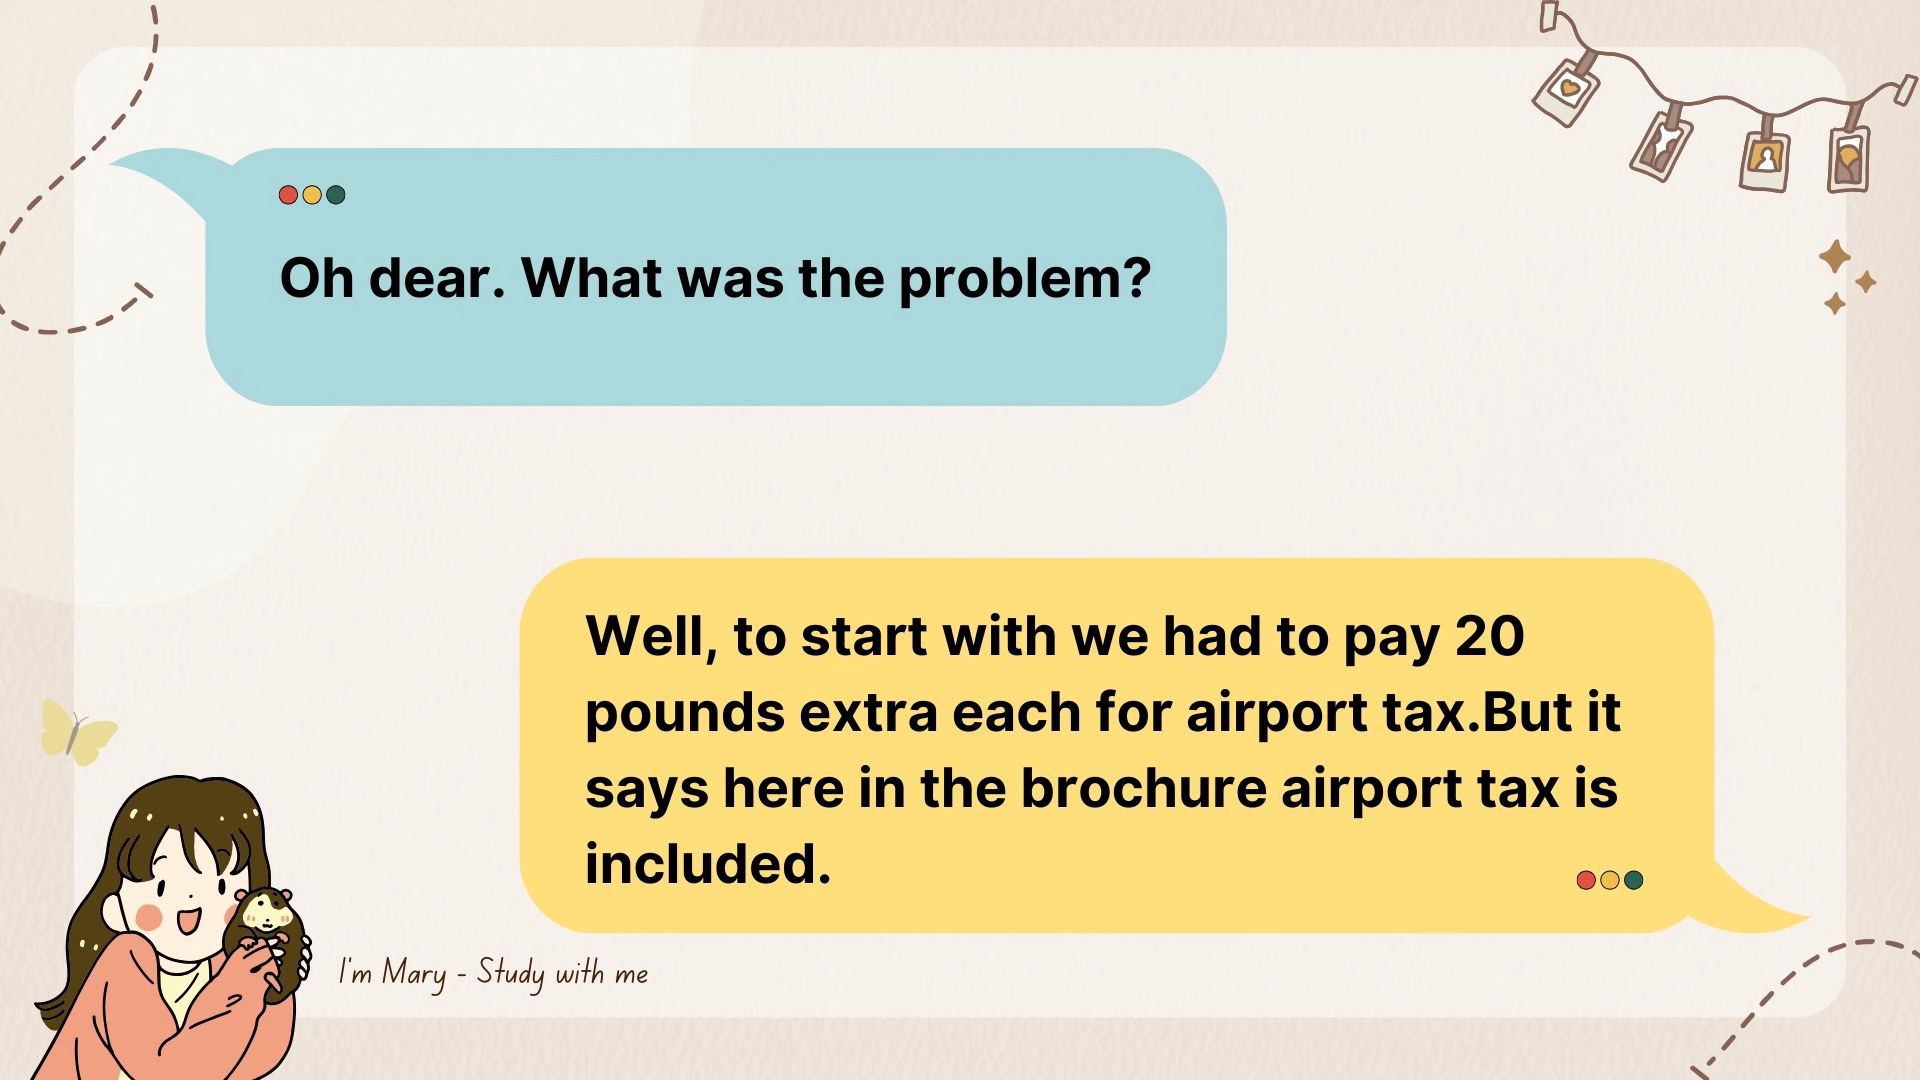 Oh dear. What was the problem?
Well, to start with we had to pay 20
pounds extra each for airport tax.But it
says here in the brochure airport tax is
included.
I'm Mary - Study with me